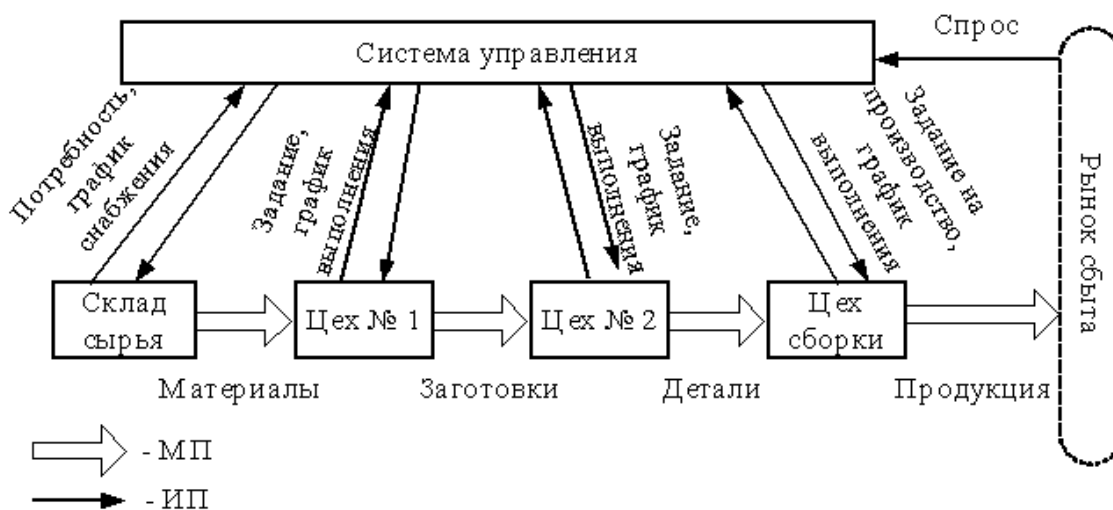 Спрос
Система управления
Потребность,
график
снабжения
Задание,
график
выполнения
Задание,
график
выполнения
Задание на
производство,
график
выполнения
Рынок сбыта
Склад
сырья
Цех № 1
Цех № 2
Цех
сборки
Материалы
Заготовки
Детали
Продукция
- МП
- ИП